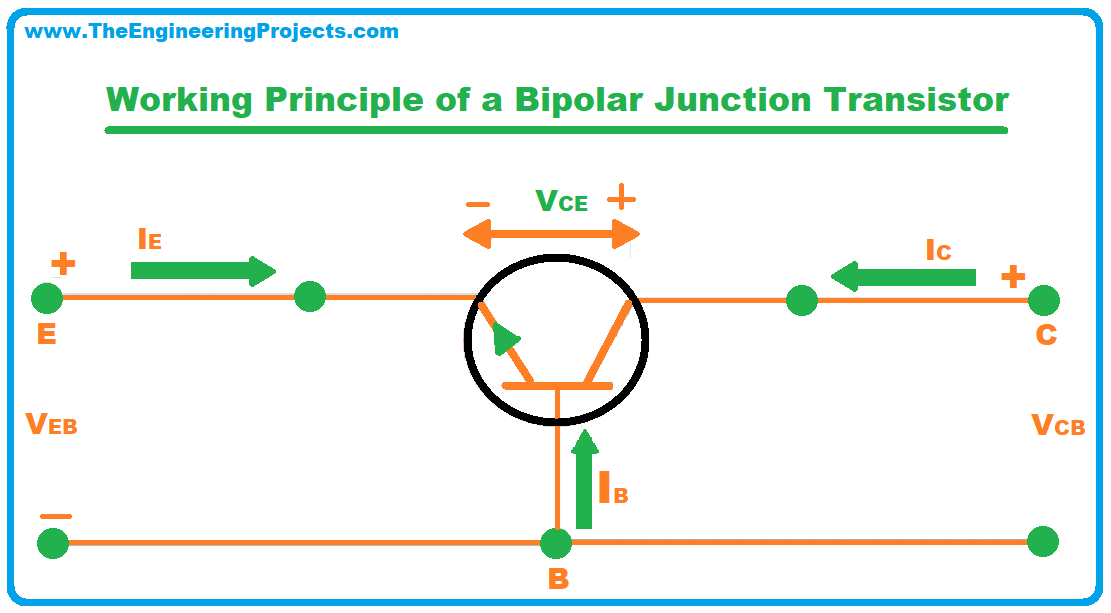 www.TheEngineeringProjects.com
Working Principle of a Bipolar Junction Transistor
− VCE +
IE
IC
+
+
E
C
VEB
VCB
IB
−
B